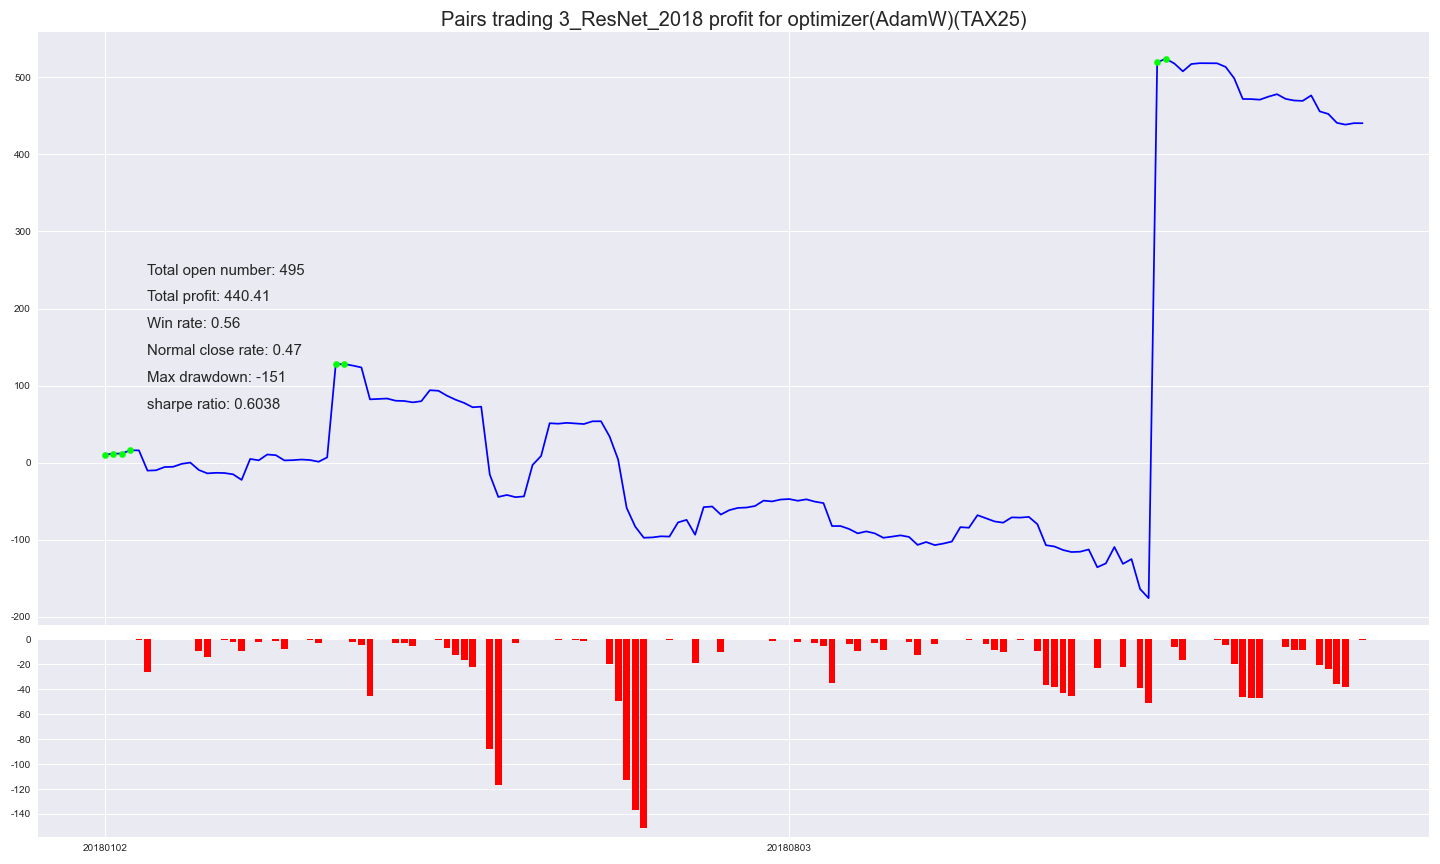 Pairs trading 3_ResNet_2018 profit for optimizer(AdamW)(TAX25)
500
400
300
200
100
0
-100
-200
Total open number: 495
Total profit: 440.41
Win rate: 0.56
Normal close rate: 0.47
Max drawdown: -151
sharpe ratio: 0.6038
0
-20
-40
-60
-80
-100
-120
-140
20180102
20180803